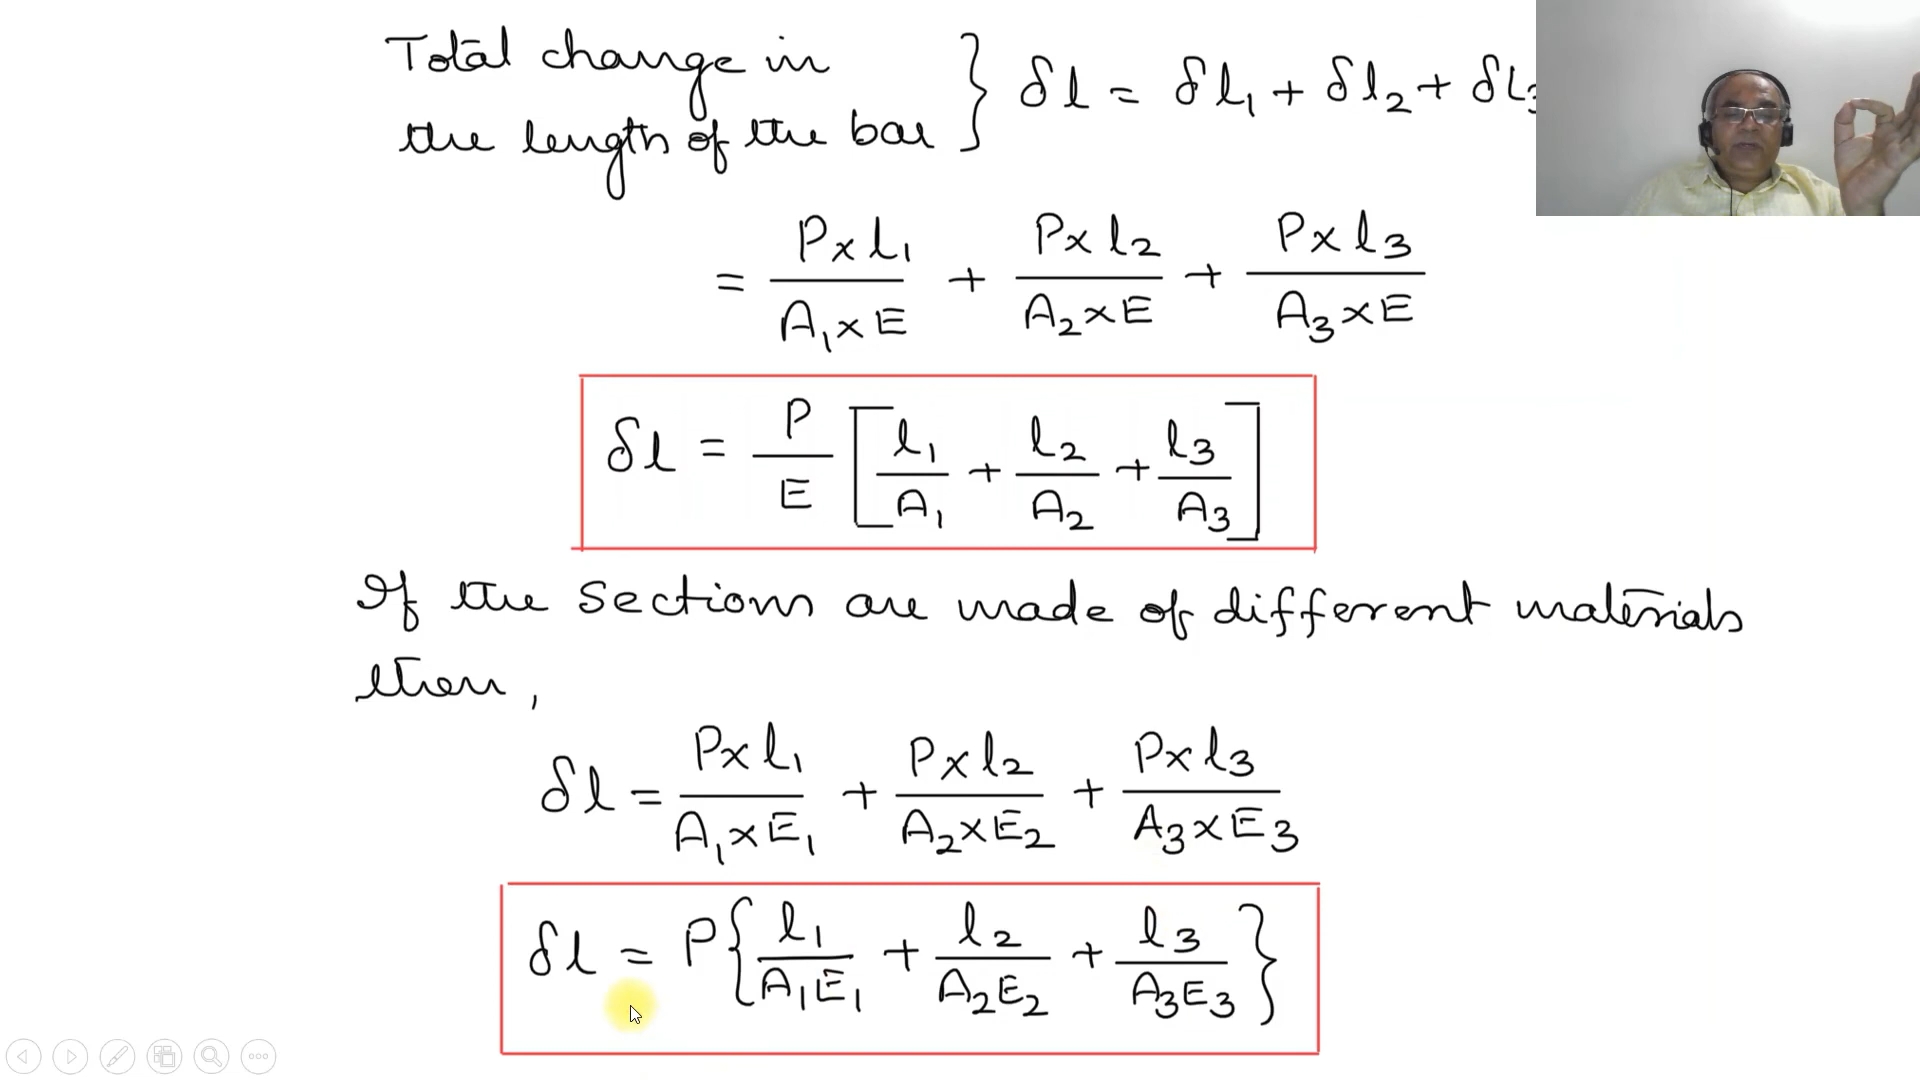 Total change in
the length of the bar } δl = δl₁ + δl₂ + δl₃
= P×l₁/A₁×E + P×l₂/A₂×E + P×l₃/A₃×E
δl = P/E [l₁/A₁ + l₂/A₂ + l₃/A₃]
If the sections are made of different materials
then,
δl = P×l₁/A₁×E₁ + P×l₂/A₂×E₂ + P×l₃/A₃×E₃
δl = P{l₁/A₁E₁ + l₂/A₂E₂ + l₃/A₃E₃}